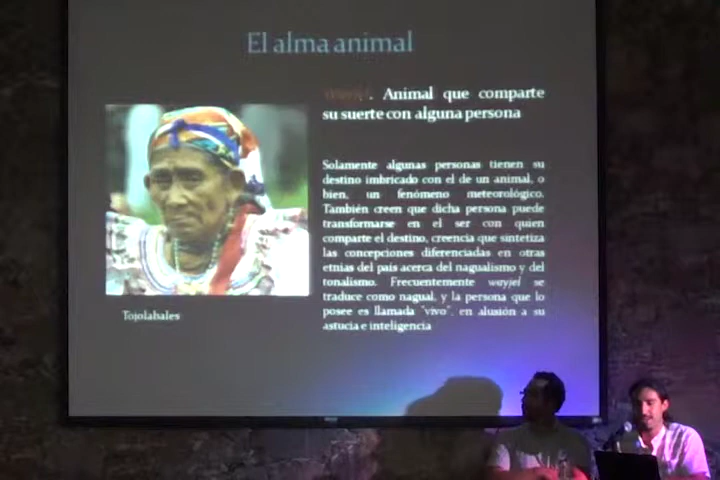 El alma animal
. Animal que comparte
su suerte con alguna persona
Solamente algunas personas tienen su
destino imbricado con el de un animal, o
bien, un fenómeno meteorológico.
También creen que dicha persona puede
transformarse en el ser con quien
comparte el destino, creencia que sintetiza
las concepciones diferenciadas en otras
etnias del país acerca del nagualismo y del
tonalismo. Frecuentemente wayjel se
traduce como nagual, y la persona que lo
posee es llamada "vivo", en alusión a su
astucia e inteligencia
Tojolabales